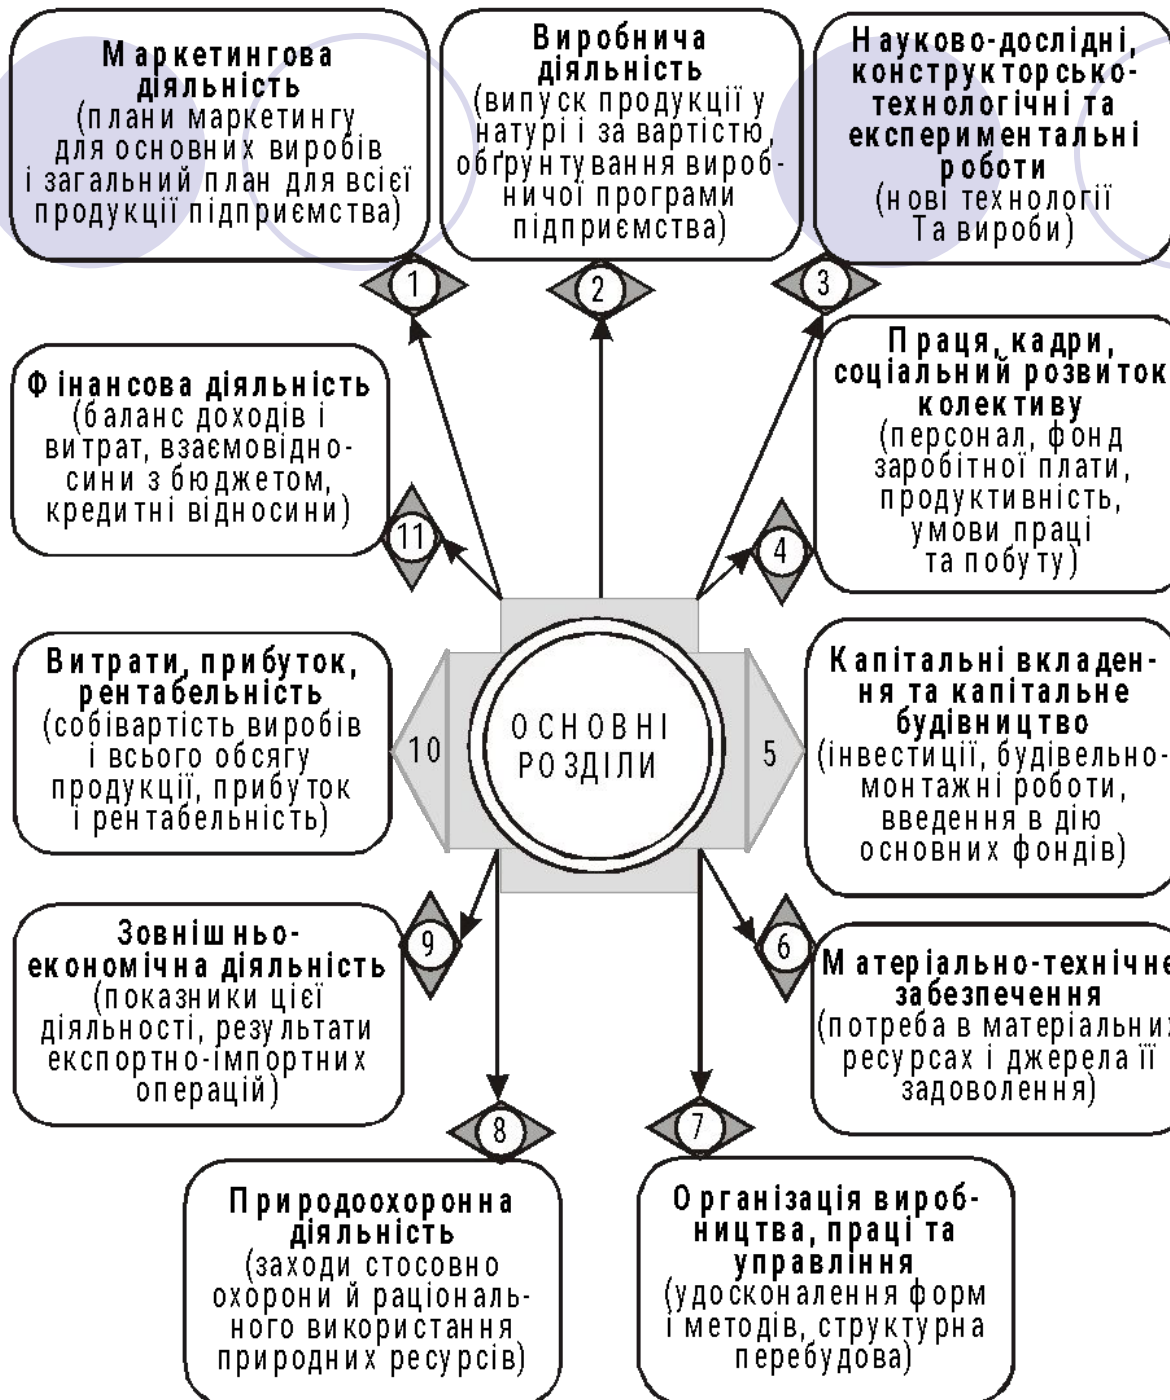 Маркетингова
діяльність
(плани маркетингу
для основних виробів
і загальний план для всієї
продукції підприємства)
1
Виробнича
діяльність
(випуск продукції у
натурі і за вартістю,
обґрунтування вироб-
ничої програми
підприємства)
2
Науково-дослідні,
конструкторсько-
технологічні та
експериментальні
роботи
(нові технології
Та вироби)
3
Праця, кадри,
соціальний розвиток
колективу
(персонал, фонд
заробітної плати,
продуктивність,
умови праці
та побуту)
4
Капітальні вкладен-
ня та капітальне
будівництво
(інвестиції, будівельно-
монтажні роботи,
введення в дію
основних фондів)
5
Матеріально-технічне
забезпечення
(потреба в матеріальних
ресурсах і джерела її
задоволення)
6
Організація вироб-
ництва, праці та
управління
(удосконалення форм
і методів, структурна
перебудова)
7
Природоохоронна
діяльність
(заходи стосовно
охорони й раціональ-
ного використання
природних ресурсів)
8
Зовнішньо-
економічна діяльність
(показники цієї
діяльності, результати
експортно-імпортних
операцій)
9
Витрати, прибуток,
рентабельність
(собівартість виробів
і всього обсягу
продукції, прибуток
і рентабельність)
10
Фінансова діяльність
(баланс доходів і
витрат, взаємовідно-
сини з бюджетом,
кредитні відносини)
11
ОСНОВНІ
РОЗДІЛИ